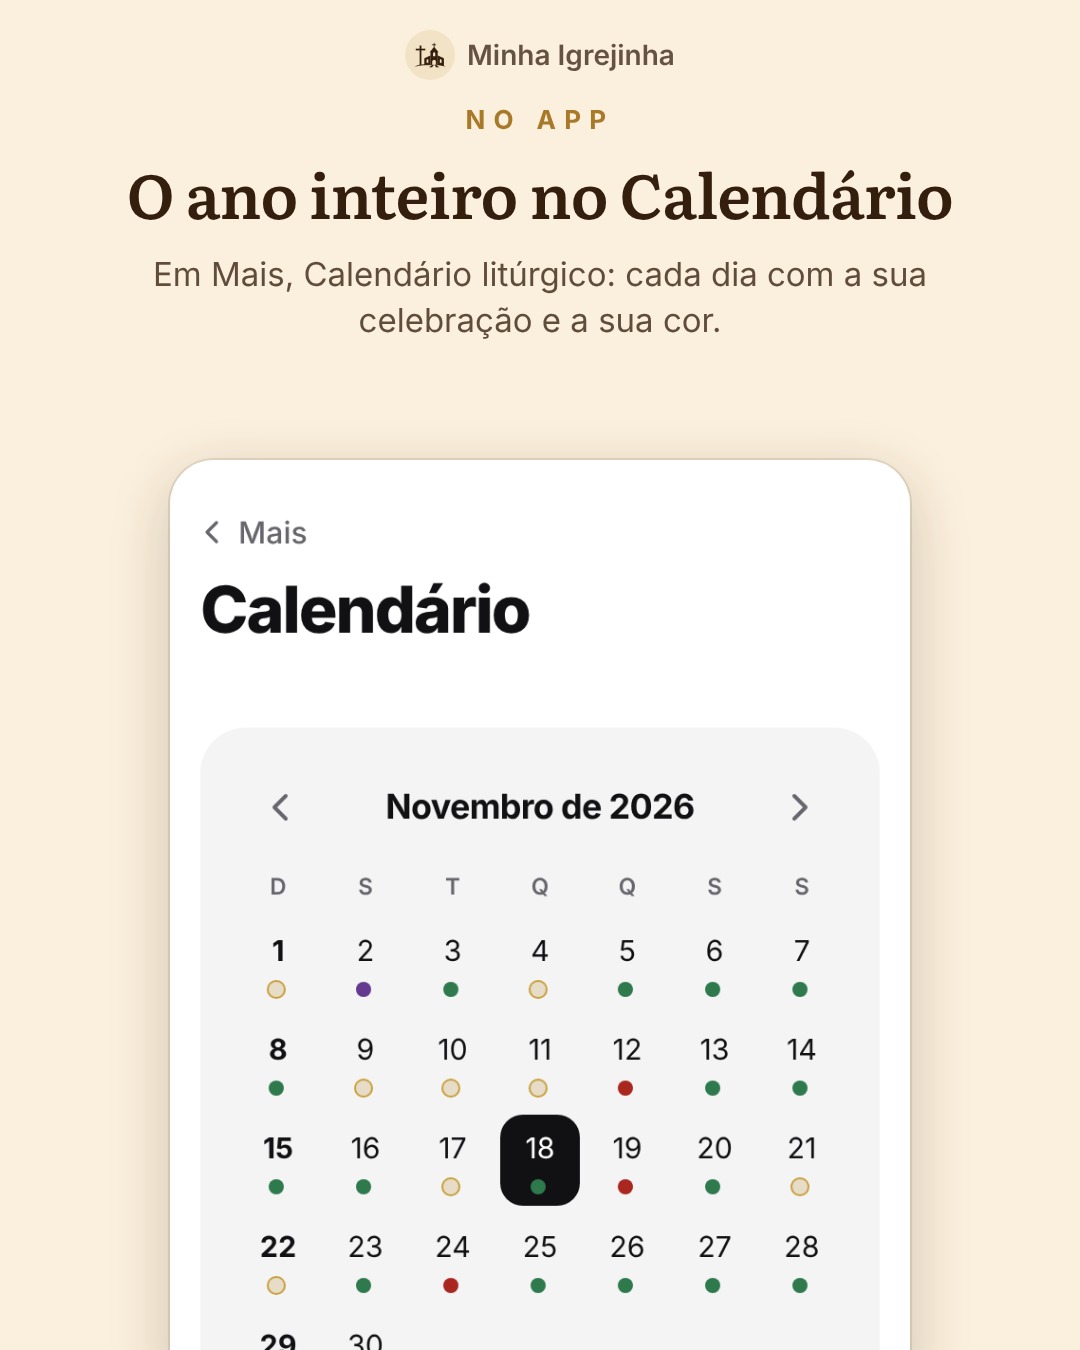 Minha Igrejinha
NO APP
O ano inteiro no Calendário
Em Mais, Calendário litúrgico: cada dia com a sua
celebração e a sua cor.
Mais
Calendário
Novembro de 2026
D S T Q Q S S
1 2 3 4 5 6 7
8 9 10 11 12 13 14
15 16 17 18 19 20 21
22 23 24 25 26 27 28
29 30